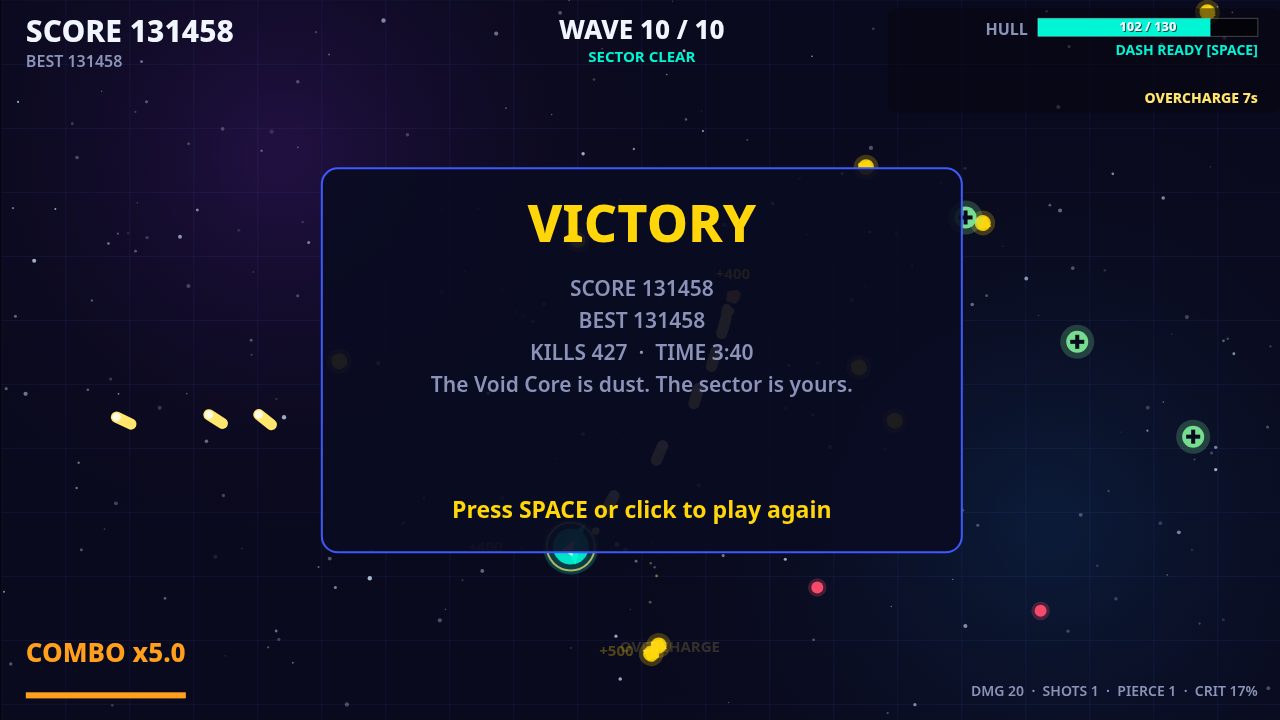 SCORE 131458
BEST 131458
WAVE 10 / 10
SECTOR CLEAR
HULL 102 / 130
DASH READY [SPACE]
OVERCHARGE 7s
VICTORY
+400
SCORE 131458
BEST 131458
KILLS 427 · TIME 3:40
The Void Core is dust. The sector is yours.
Press SPACE or click to play again
+400
OVERCHARGE
+500
COMBO x5.0
DMG 20 · SHOTS 1 · PIERCE 1 · CRIT 17%